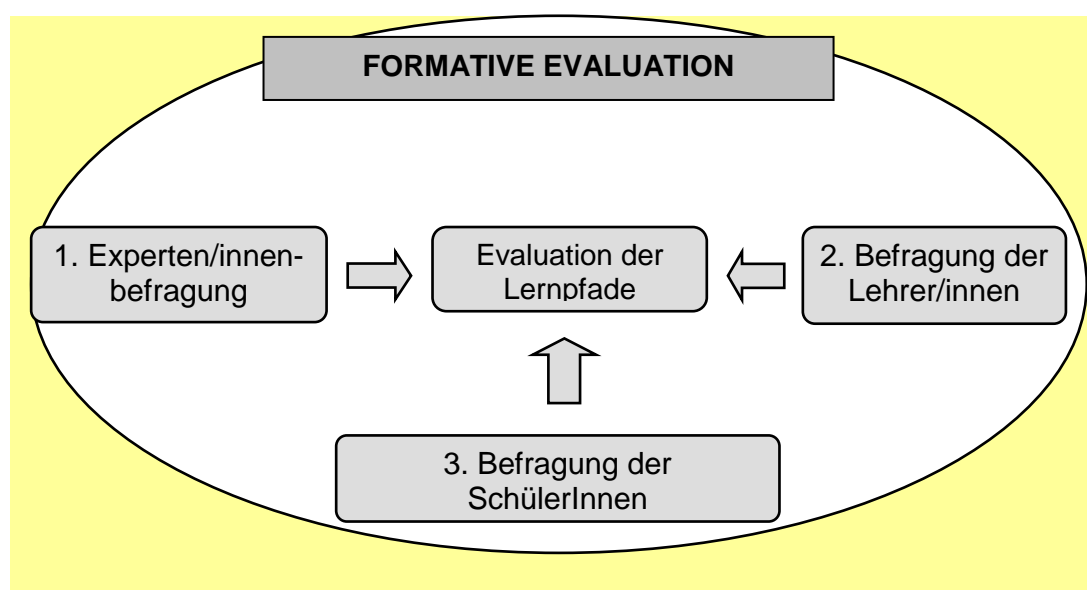 FORMATIVE EVALUATION
1. Experten/innen-
befragung
Evaluation der
Lernpfade
2. Befragung der
Lehrer/innen
3. Befragung der
SchülerInnen